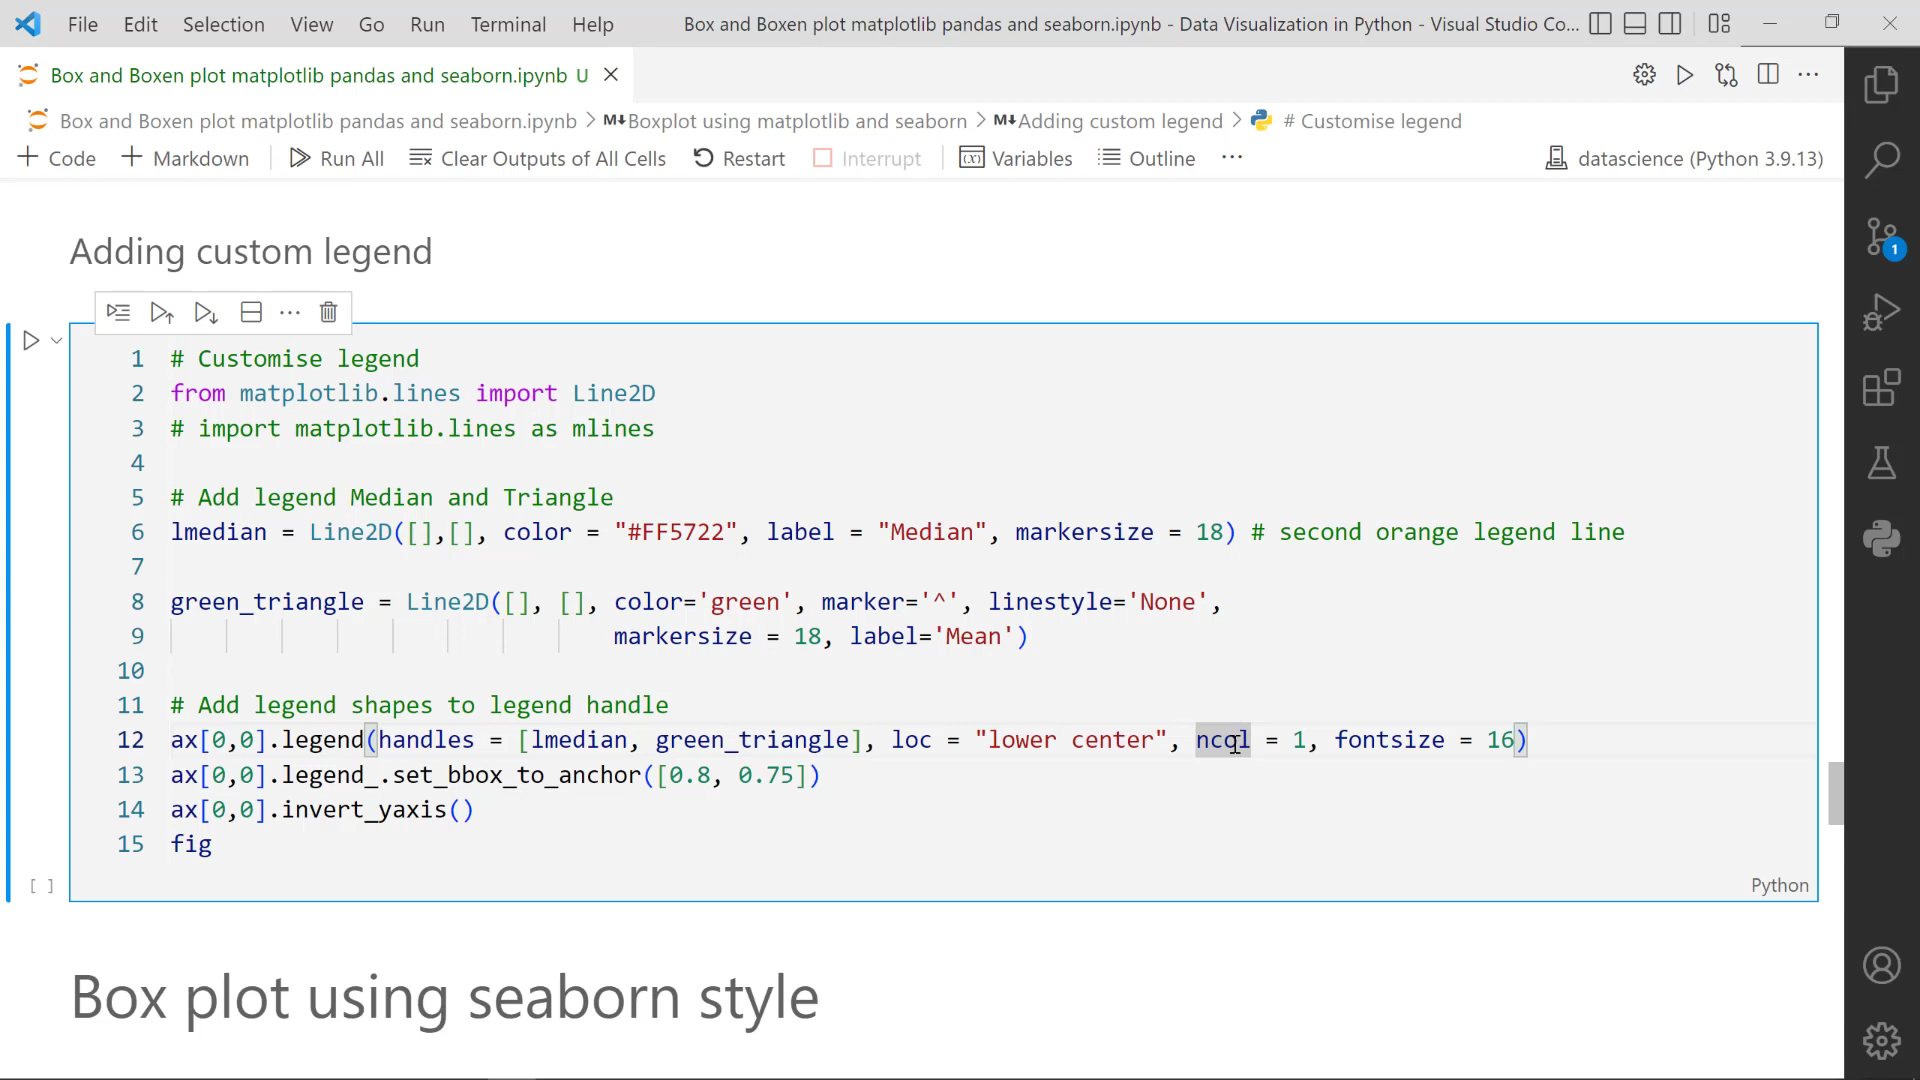 File Edit Selection View Go Run Terminal Help Box and Boxen plot matplotlib pandas and seaborn.ipynb - Data Visualization in Python - Visual Studio Co...
Box and Boxen plot matplotlib pandas and seaborn.ipynb U
Box and Boxen plot matplotlib pandas and seaborn.ipynb > M↓Boxplot using matplotlib and seaborn > M↓Adding custom legend > # Customise legend
+ Code + Markdown Run All Clear Outputs of All Cells Restart Interrupt Variables Outline ... datascience (Python 3.9.13)
1
Adding custom legend
1 # Customise legend
2 from matplotlib.lines import Line2D
3 # import matplotlib.lines as mlines
4
5 # Add legend Median and Triangle
6 lmedian = Line2D([],[], color = "#FF5722", label = "Median", markersize = 18) # second orange legend line
7
8 green_triangle = Line2D([], [], color='green', marker='^', linestyle='None',
9 markersize = 18, label='Mean')
10
11 # Add legend shapes to legend handle
12 ax[0,0].legend(handles = [lmedian, green_triangle], loc = "lower center", ncol = 1, fontsize = 16)
13 ax[0,0].legend_.set_bbox_to_anchor([0.8, 0.75])
14 ax[0,0].invert_yaxis()
15 fig
[ ] Python
Box plot using seaborn style